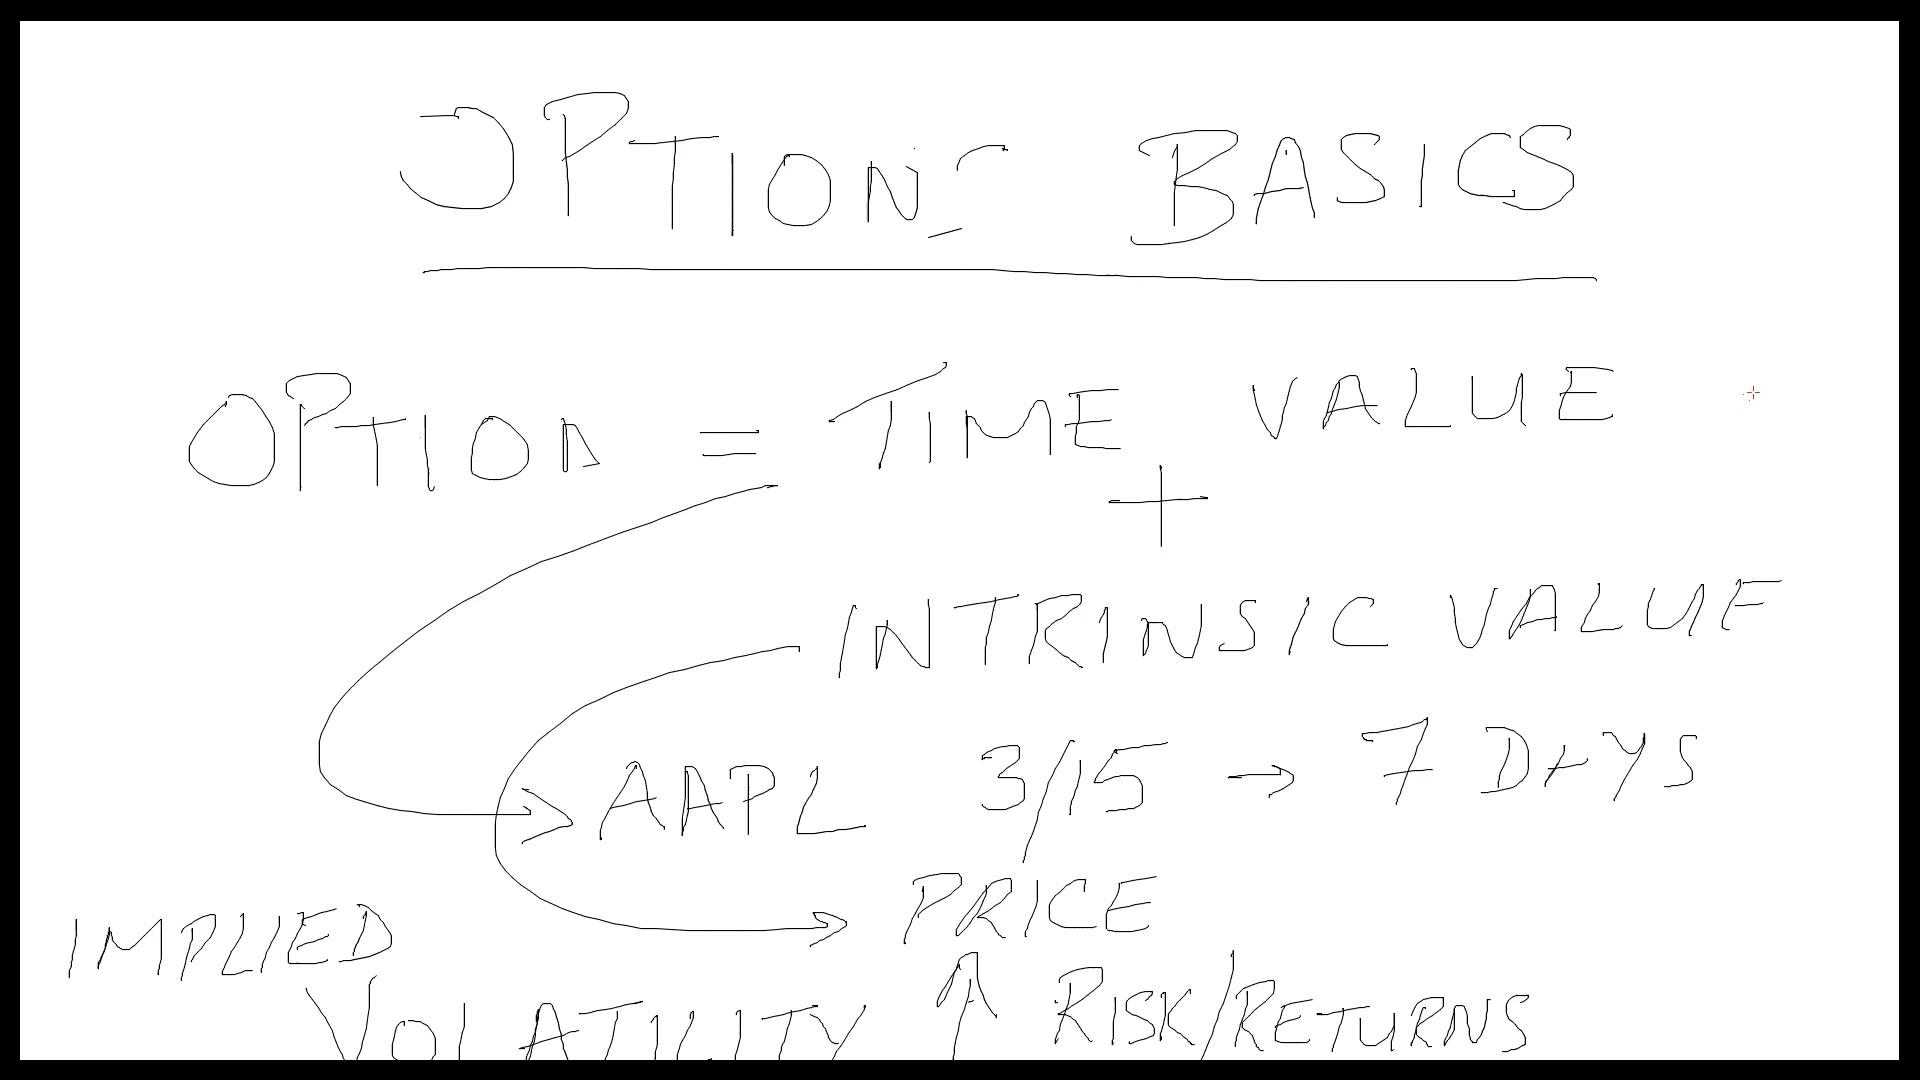 OPTIONS BASICS
OPTION = TIME VALUE
+
INTRINSIC VALUE
AAPL 3/15 → 7 DAYS
PRICE
IMPLIED
VOLATILITY ↑ RISK/RETURNS